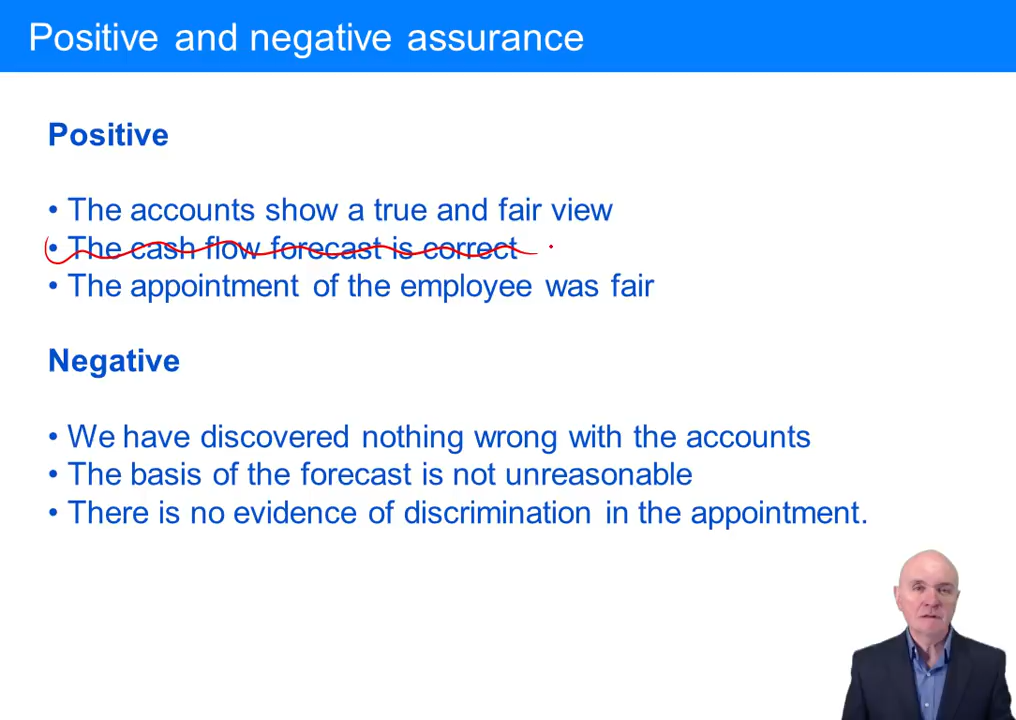 Positive and negative assurance
Positive
• The accounts show a true and fair view
• The cash flow forecast is correct
• The appointment of the employee was fair
Negative
• We have discovered nothing wrong with the accounts
• The basis of the forecast is not unreasonable
• There is no evidence of discrimination in the appointment.